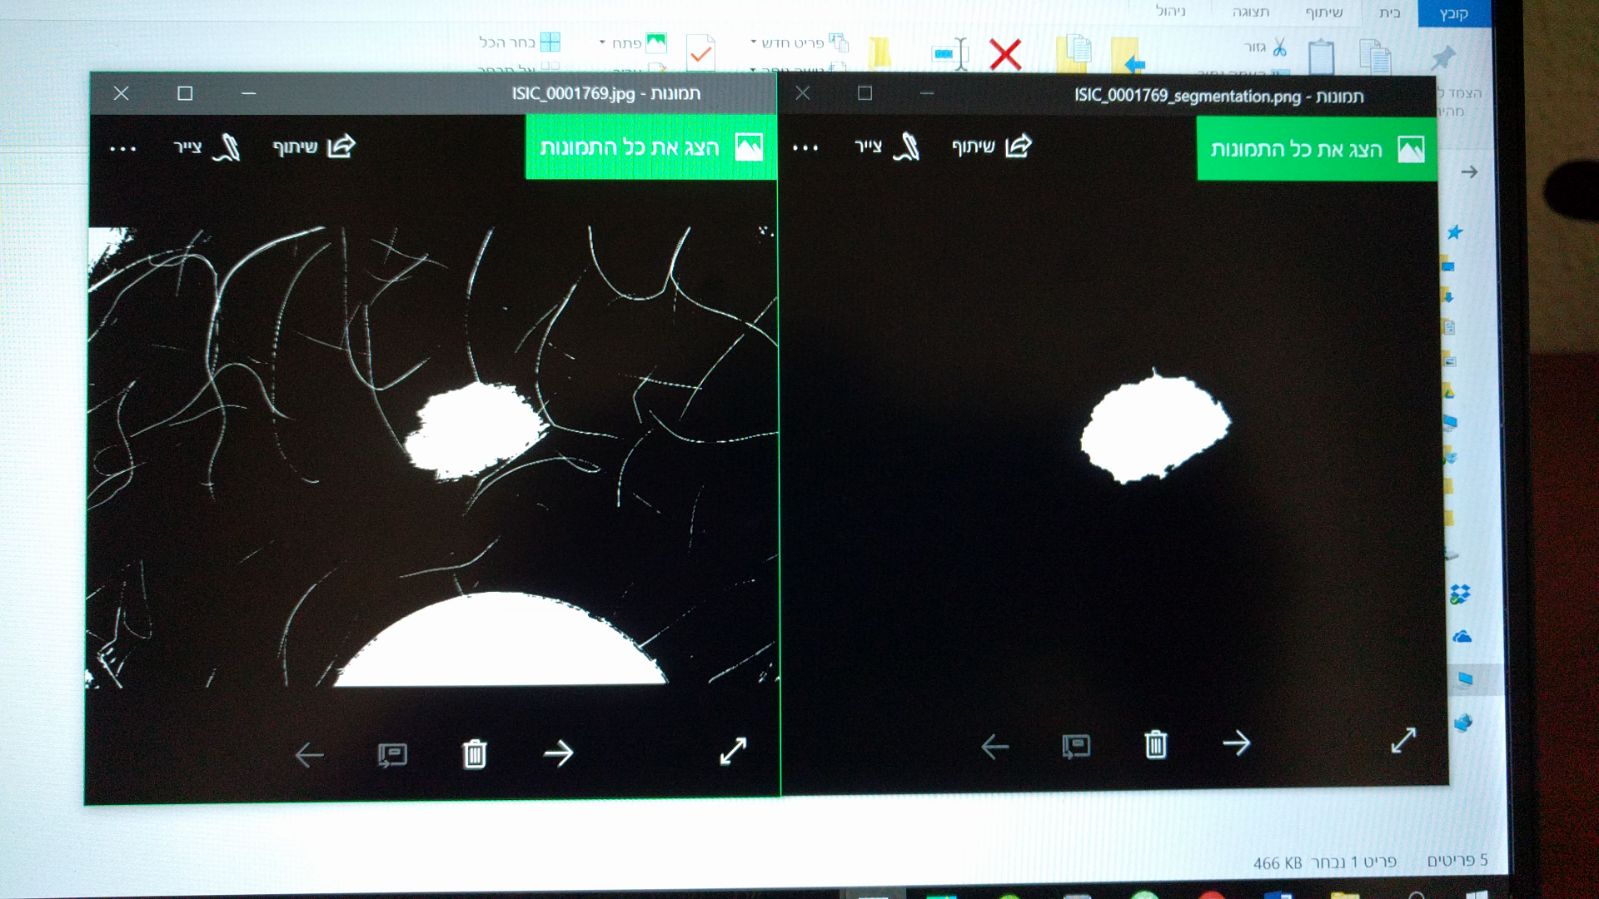 קובץ
בית
שיתוף
תצוגה
ניהול
גזור
פריט חדש
פתח
בחר הכל
ISIC_0001769.jpg - תמונות
ISIC_0001769_segmentation.png - תמונות
הצג את כל התמונות
שיתוף
צייר
הצג את כל התמונות
שיתוף
צייר
5 פריטים
פריט 1 נבחר
466 KB